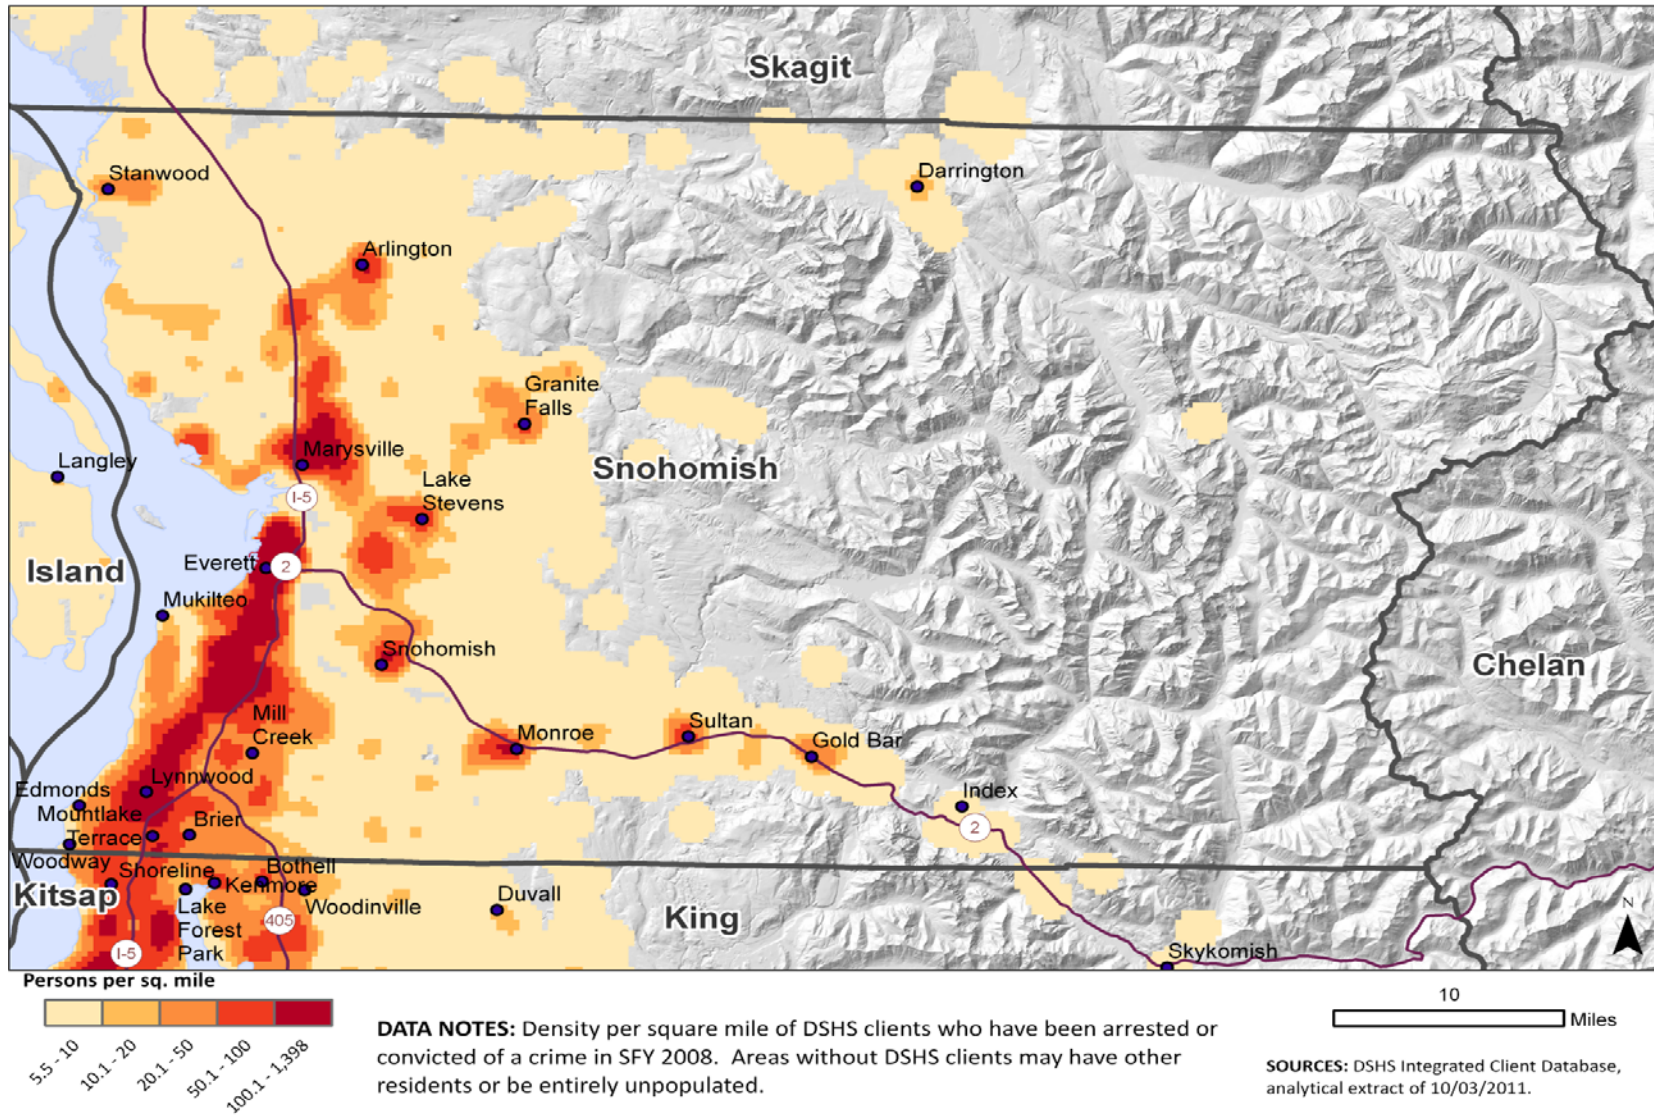 Skagit
Stanwood
Darrington
Arlington
Granite
Falls
Langley
Marysville
Snohomish
Lake
Stevens
I-5
Island
Everett
2
Mukilteo
Snohomish
Chelan
Mill
Creek
Monroe
Sultan
Gold Bar
Lynnwood
Edmonds
Mountlake
Terrace
Brier
Index
2
Woodway
Shoreline
Bothell
Kenmore
Kitsap
Woodinville
Duvall
Lake
Forest
Park
405
King
I-5
Skykomish
N
Persons per sq. mile
5.5 - 10
10.1 - 20
20.1 - 50
50.1 - 100
100.1 - 1,398
DATA NOTES: Density per square mile of DSHS clients who have been arrested or
convicted of a crime in SFY 2008. Areas without DSHS clients may have other
residents or be entirely unpopulated.
10
Miles
SOURCES: DSHS Integrated Client Database,
analytical extract of 10/03/2011.